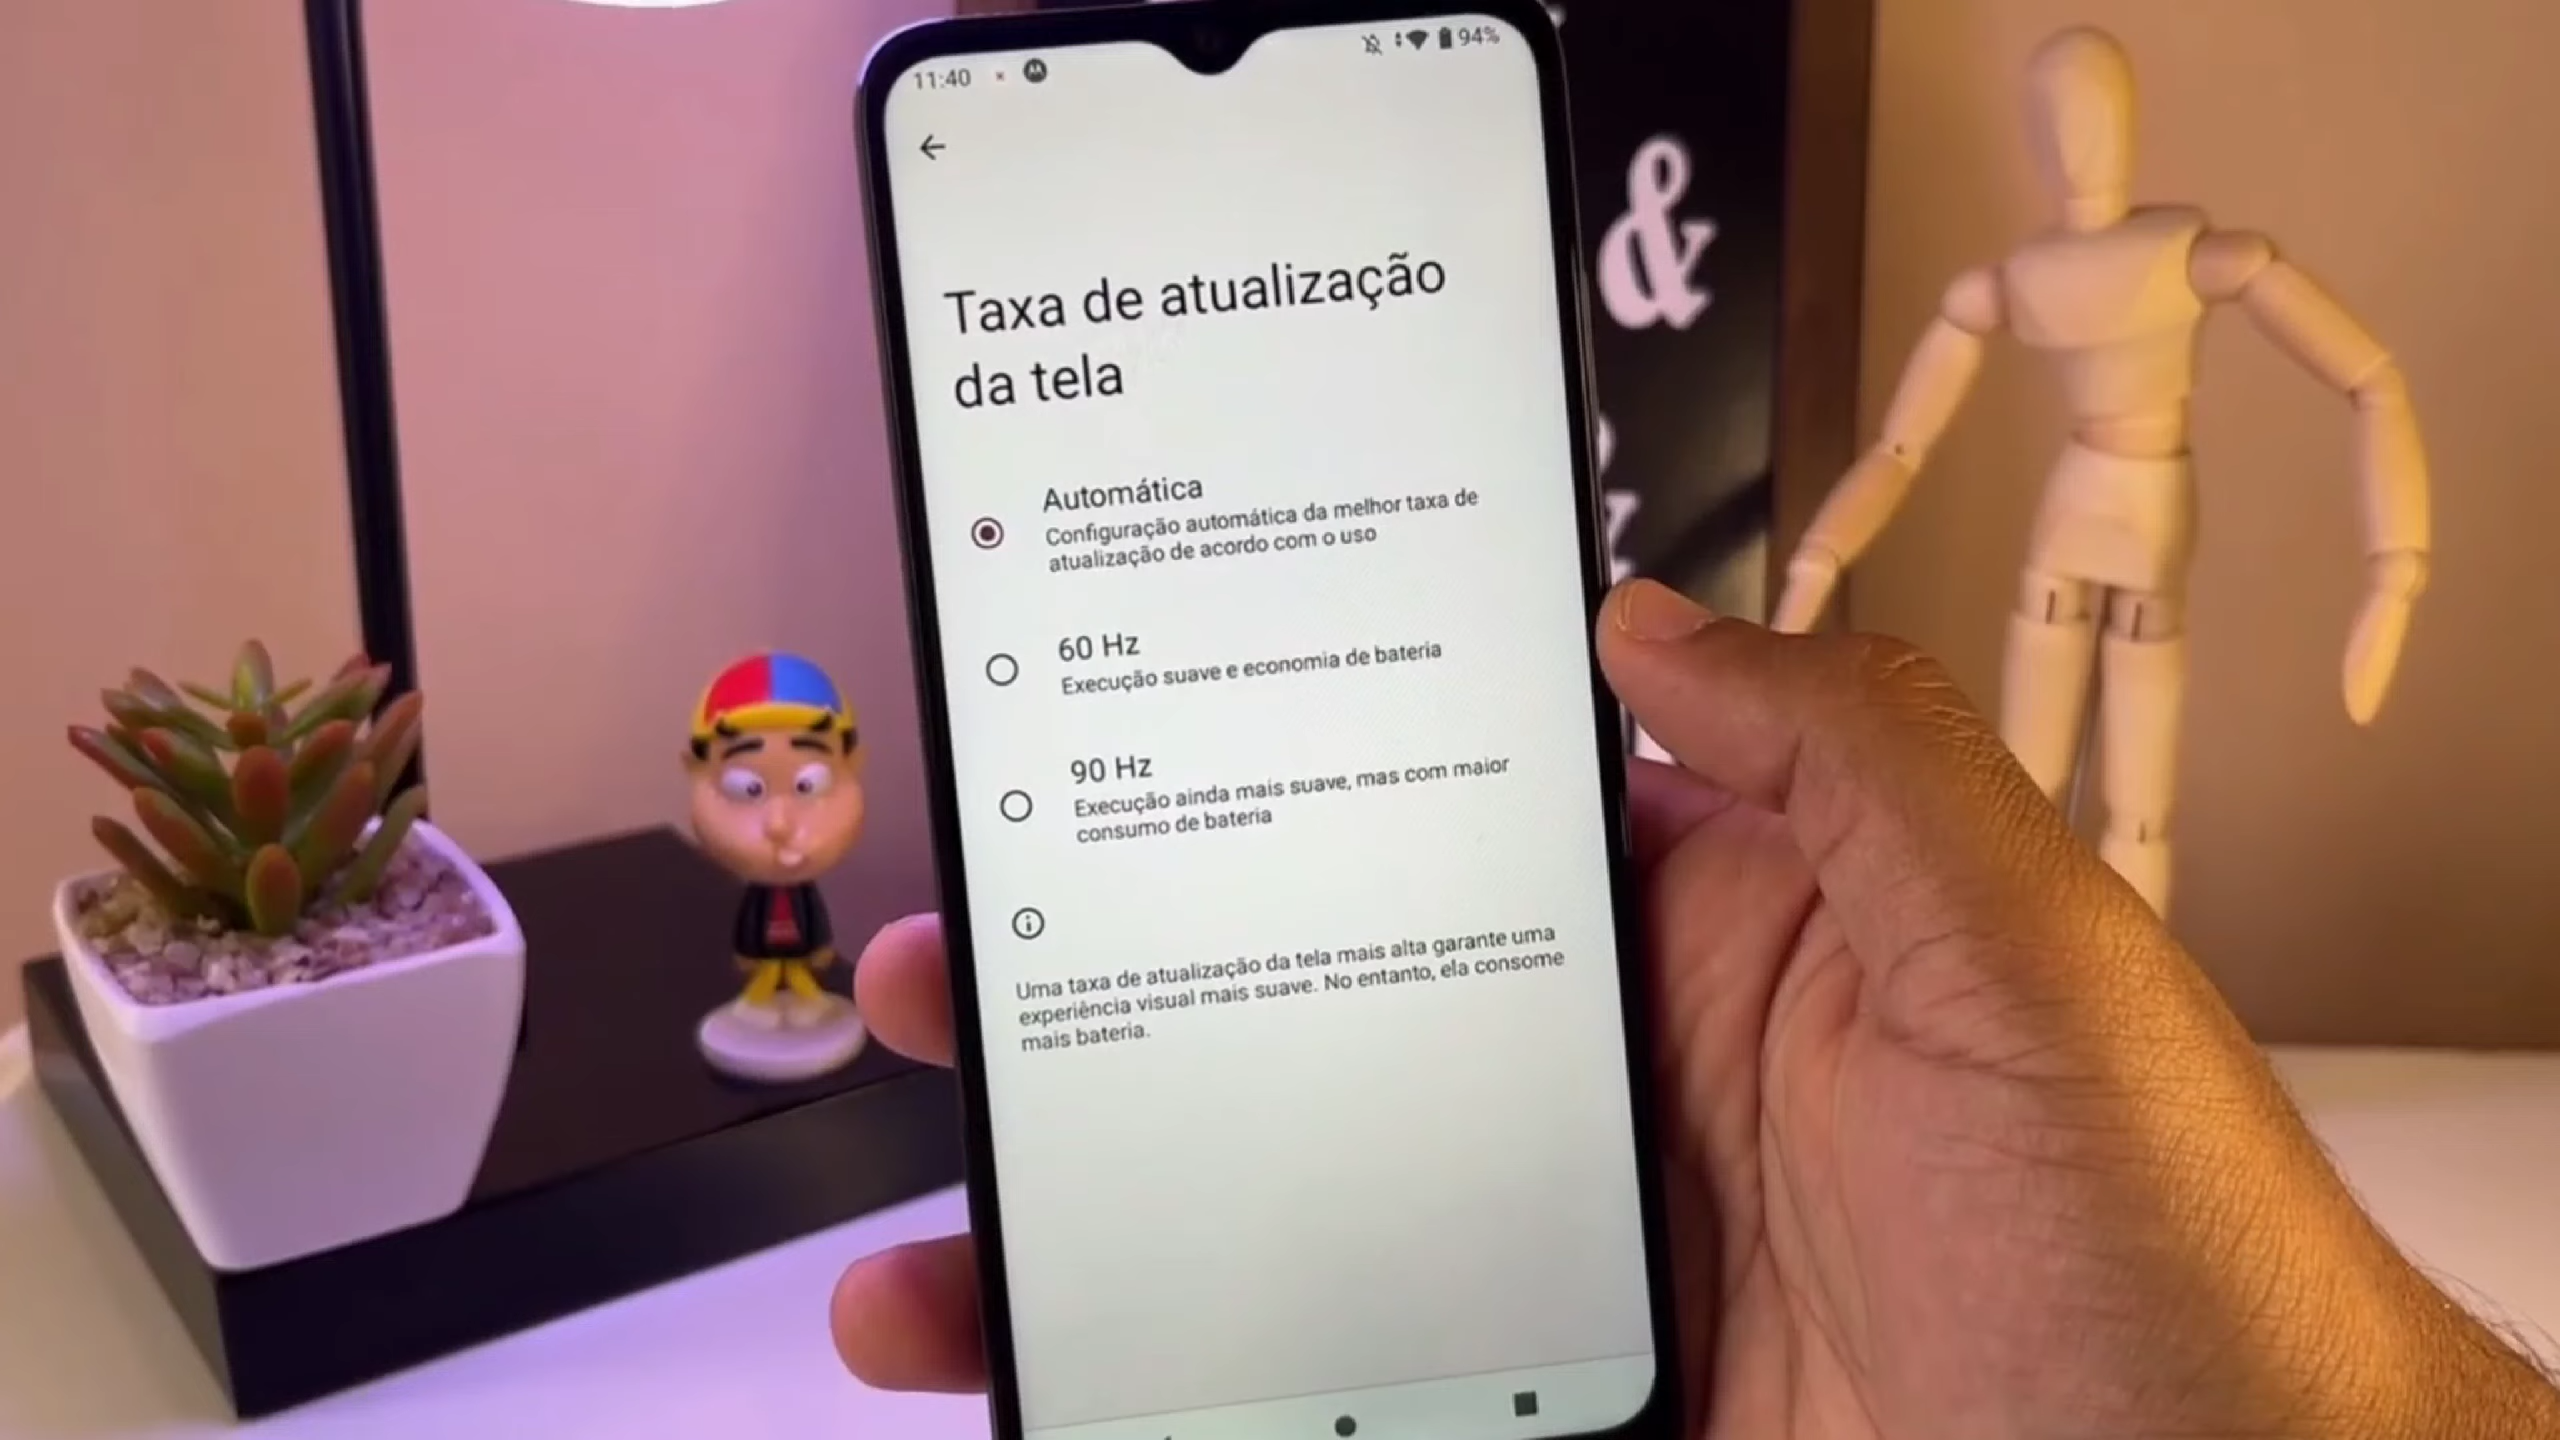 11:40
94%
Taxa de atualização
da tela
Automática
Configuração automática da melhor taxa de
atualização de acordo com o uso
60 Hz
Execução suave e economia de bateria
90 Hz
Execução ainda mais suave, mas com maior
consumo de bateria
Uma taxa de atualização da tela mais alta garante uma
experiência visual mais suave. No entanto, ela consome
mais bateria.
&